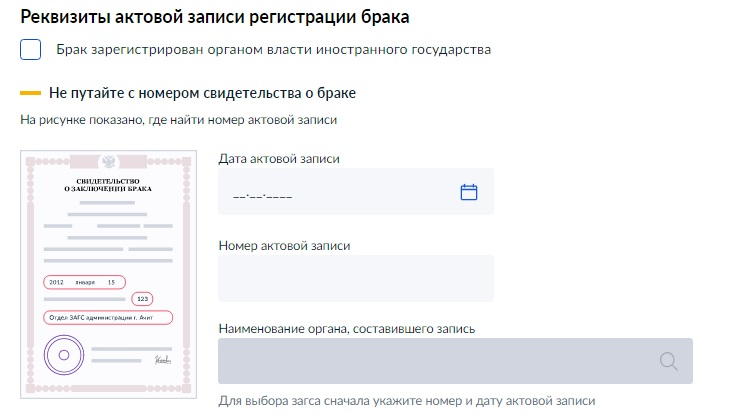 Реквизиты актовой записи регистрации брака
Брак зарегистрирован органом власти иностранного государства
Не путайте с номером свидетельства о браке
На рисунке показано, где найти номер актовой записи
СВИДЕТЕЛЬСТВО
О ЗАКЛЮЧЕНИИ БРАКА
2012 января 15
123
Отдел ЗАГС администрации г. Ачит
Дата актовой записи
__.__.____
Номер актовой записи
Наименование органа, составившего запись
Для выбора загса сначала укажите номер и дату актовой записи